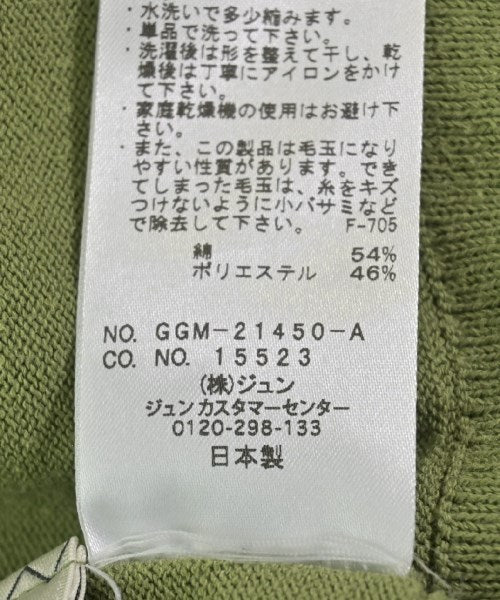 ・水洗いで多少縮みます。
・単品で洗って下さい。
・洗濯後は形を整えて干し、乾
燥後は丁寧にアイロンをかけ
て下さい。
・家庭乾燥機の使用はお避け下
さい。
・また、この製品は毛玉になり
やすい性質があります。でき
てしまった毛玉は、糸をキズ
つけないように小バサミなど
で除去して下さい。 F-705
綿 54%
ポリエステル 46%
NO. GGM-21450-A
CO. NO. 15523
(株)ジュン
ジュンカスタマーセンター
0120-298-133
日本製